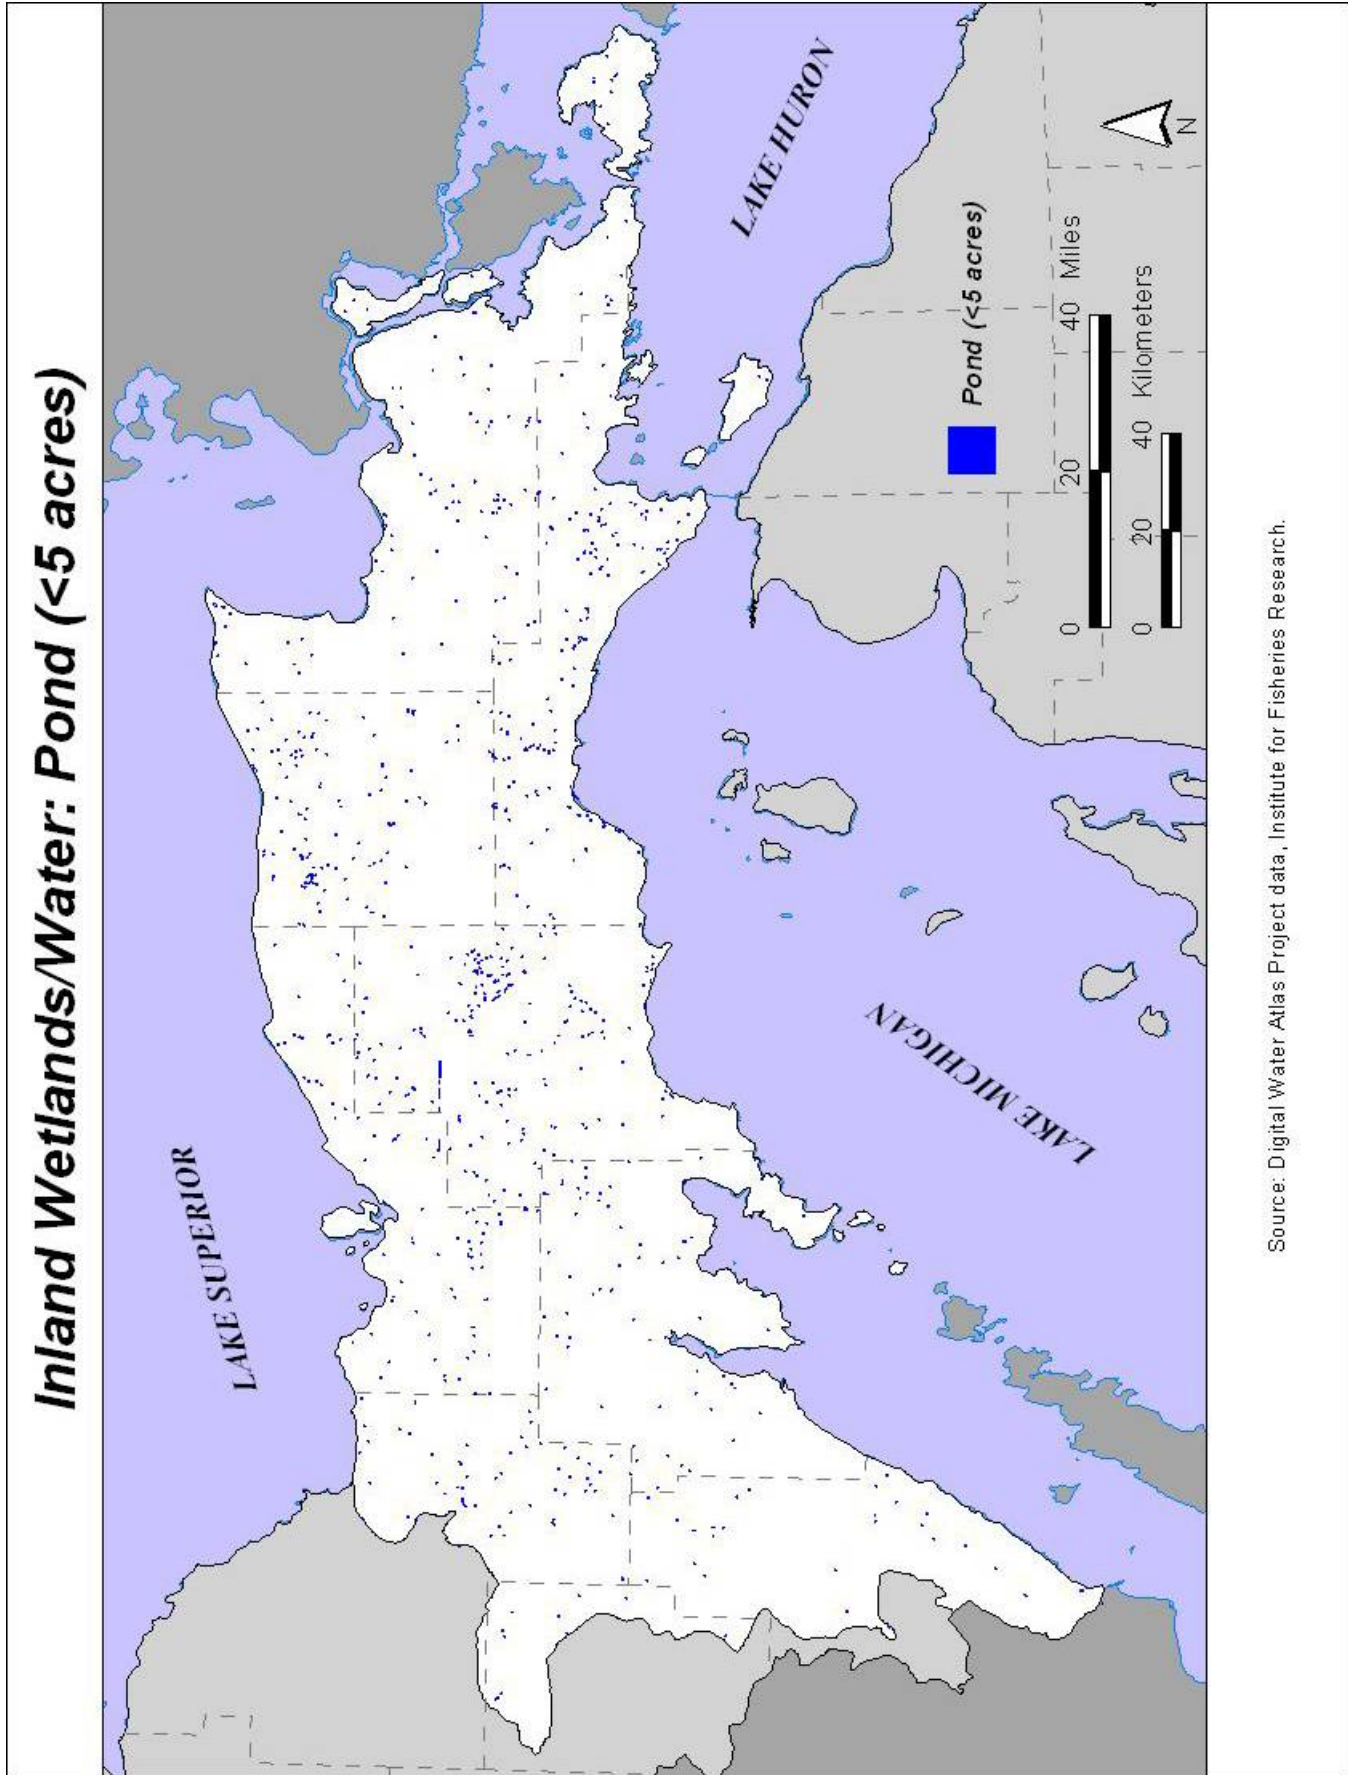 Inland Wetlands/Water: Pond (<5 acres)
LAKE SUPERIOR
LAKE HURON
LAKE MICHIGAN
Pond (<5 acres)
0 20 40 Miles
0 20 40 Kilometers
N
Source: Digital Water Atlas Project data, Institute for Fisheries Research.